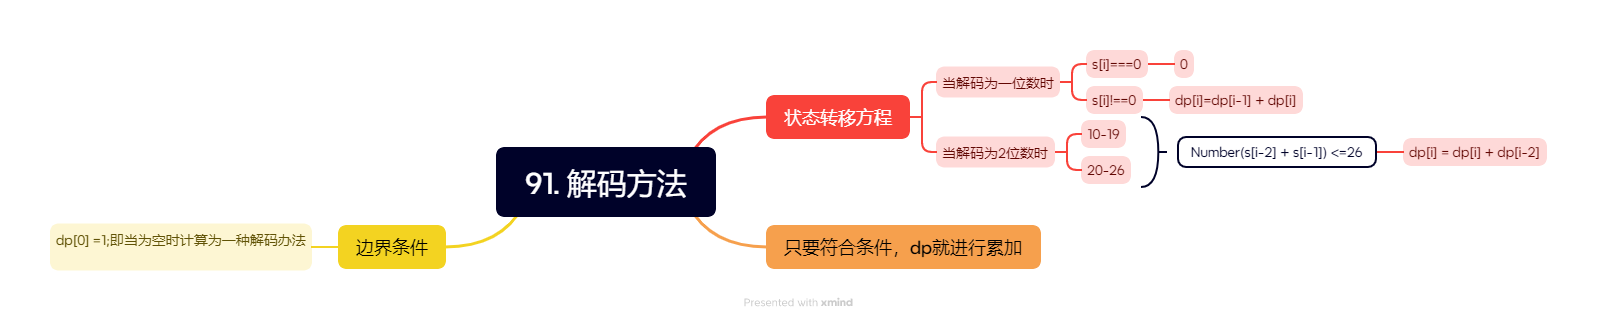 91. 解码方法
状态转移方程
当解码为一位数时
s[i]===0
0
s[i]!==0
dp[i]=dp[i-1] + dp[i]
当解码为2位数时
10-19
20-26
Number(s[i-2] + s[i-1]) <=26
dp[i] = dp[i] + dp[i-2]
只要符合条件，dp就进行累加
边界条件
dp[0] =1;即当为空时计算为一种解码办法
Presented with xmind